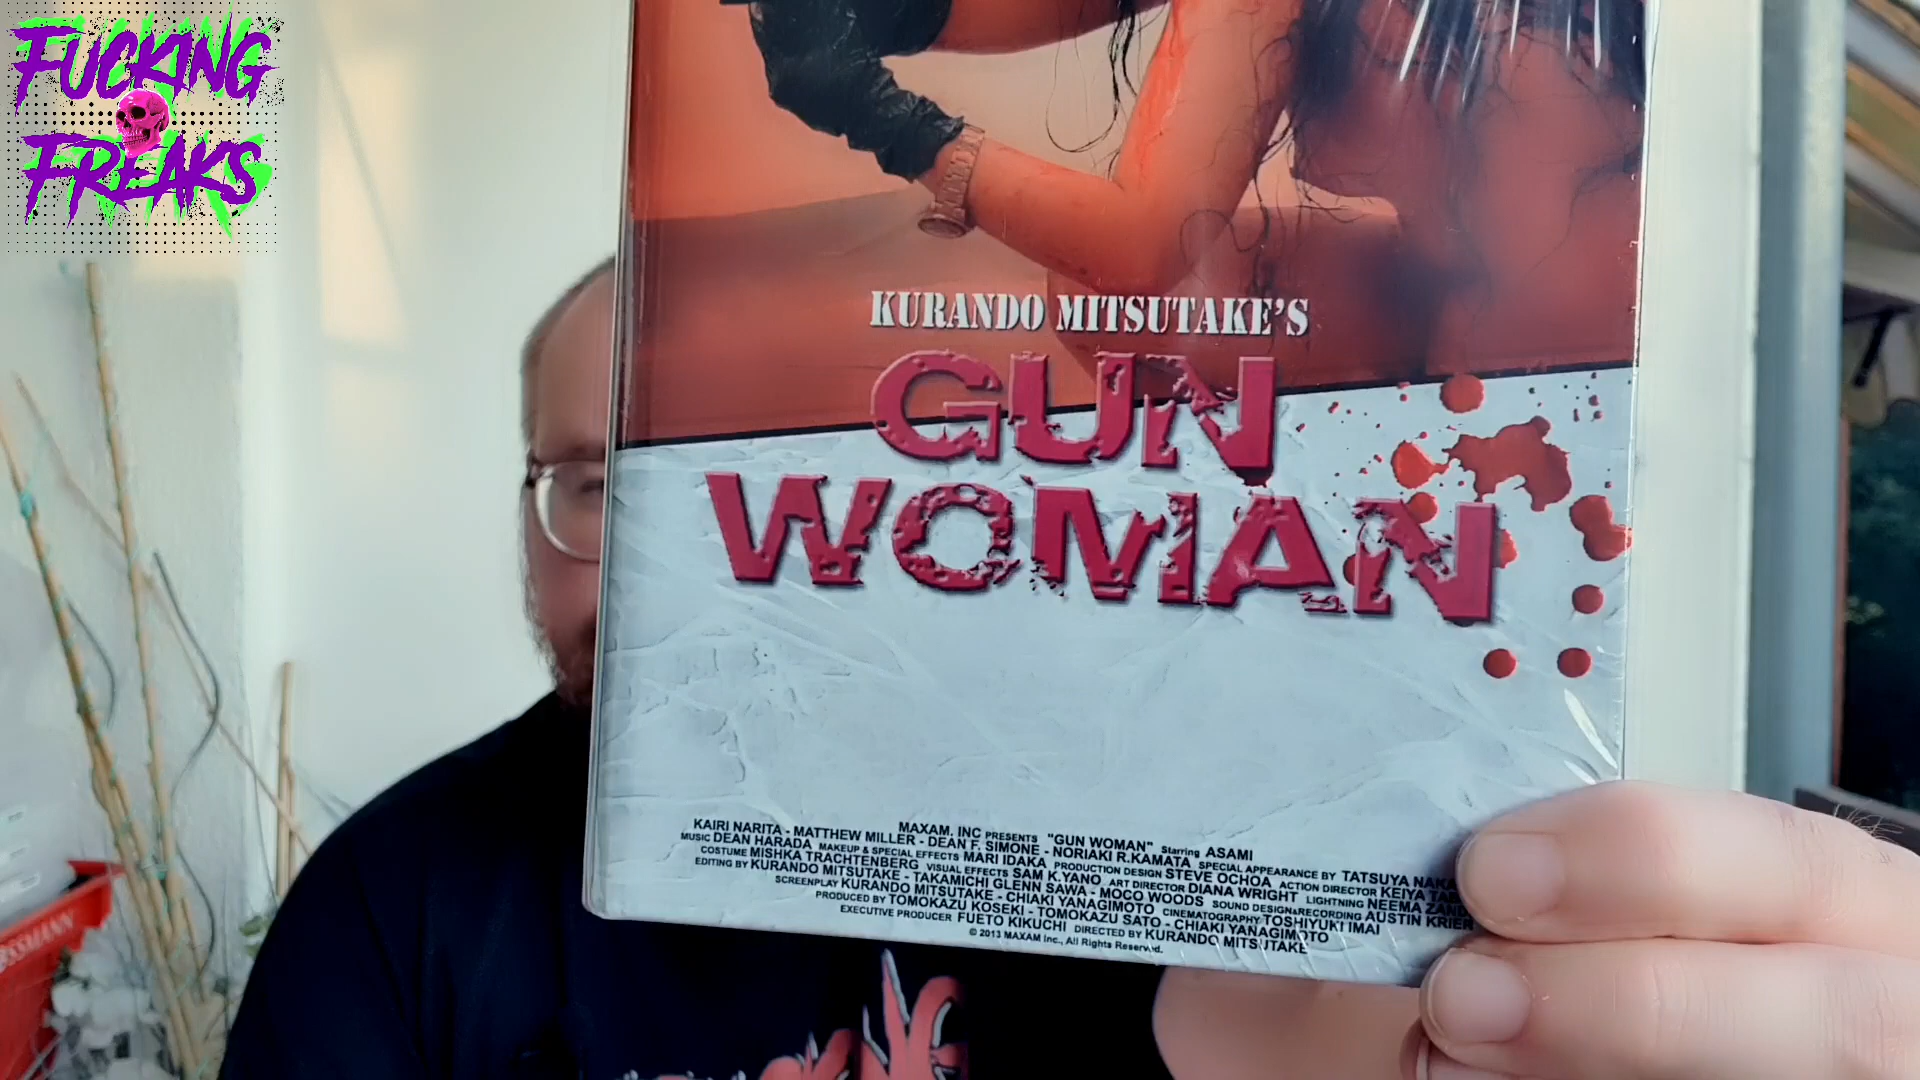 FUCKING
FREAKS
KURANDO MITSUTAKE'S
GUN
WOMAN
MAXAM, INC PRESENTS "GUN WOMAN" Starring ASAMI
KAIRI NARITA - MATTHEW MILLER - DEAN F. SIMONE - NORIAKI R.KAMATA SPECIAL APPEARANCE BY TATSUYA
MUSIC DEAN HARADA MAKEUP & SPECIAL EFFECTS MARI IDAKA PRODUCTION DESIGN STEVE OCHOA ACTION DIRECTOR KEIYA
COSTUME MISHKA TRACHTENBERG VISUAL EFFECTS SAM K.YANO ART DIRECTOR DIANA WRIGHT LIGHTNING NEEMA
EDITING BY KURANDO MITSUTAKE - TAKAMICHI GLENN SAWA - MOCO WOODS SOUND DESIGN&RECORDING AUSTIN KRIER
SCREENPLAY KURANDO MITSUTAKE - CHIAKI YANAGIMOTO CINEMATOGRAPHY TOSHIYUKI IMAI
PRODUCED BY TOMOKAZU KOSEKI - TOMOKAZU SATO - CHIAKI YANAGIMOTO
EXECUTIVE PRODUCER FUETO KIKUCHI DIRECTED BY KURANDO MITSUTAKE
© 2013 MAXAM Inc., All Rights Reserved.